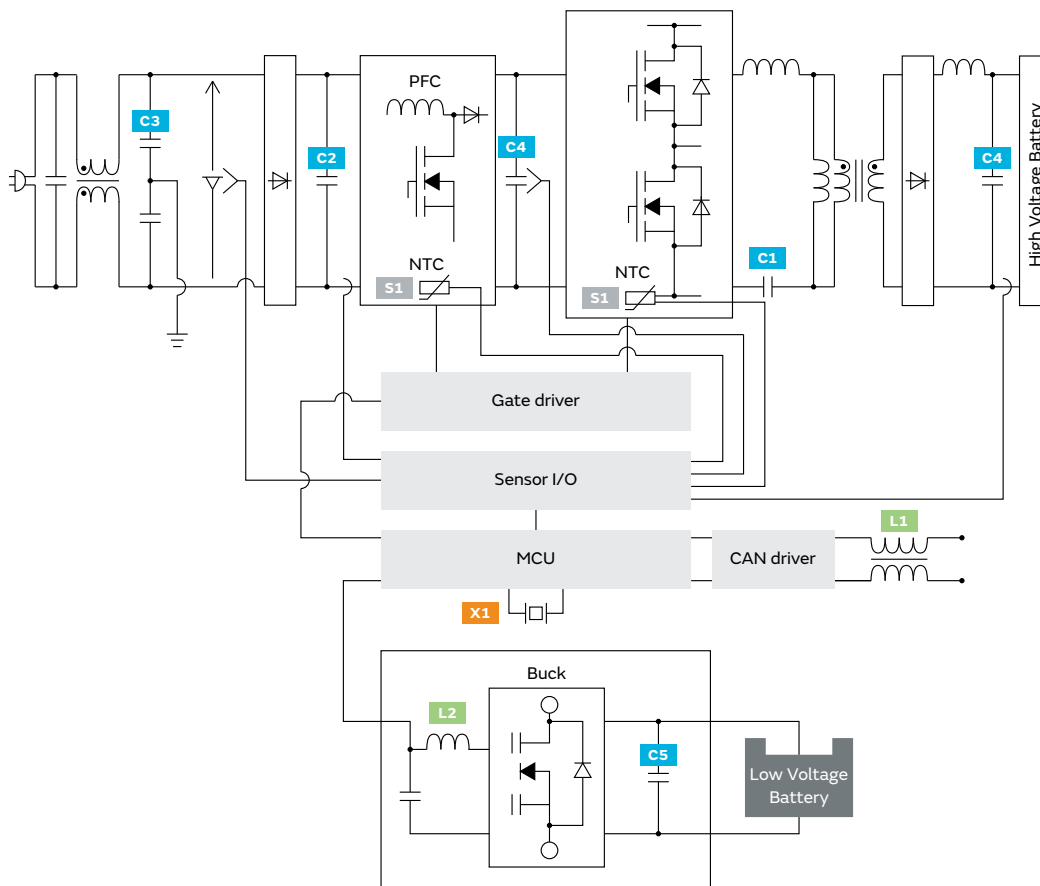 PFC
C3
C4
C2
C4
C1
NTC
S1
NTC
S1
High Voltage Battery
Gate driver
Sensor I/O
L1
MCU
CAN driver
X1
Buck
L2
C5
Low Voltage
Battery